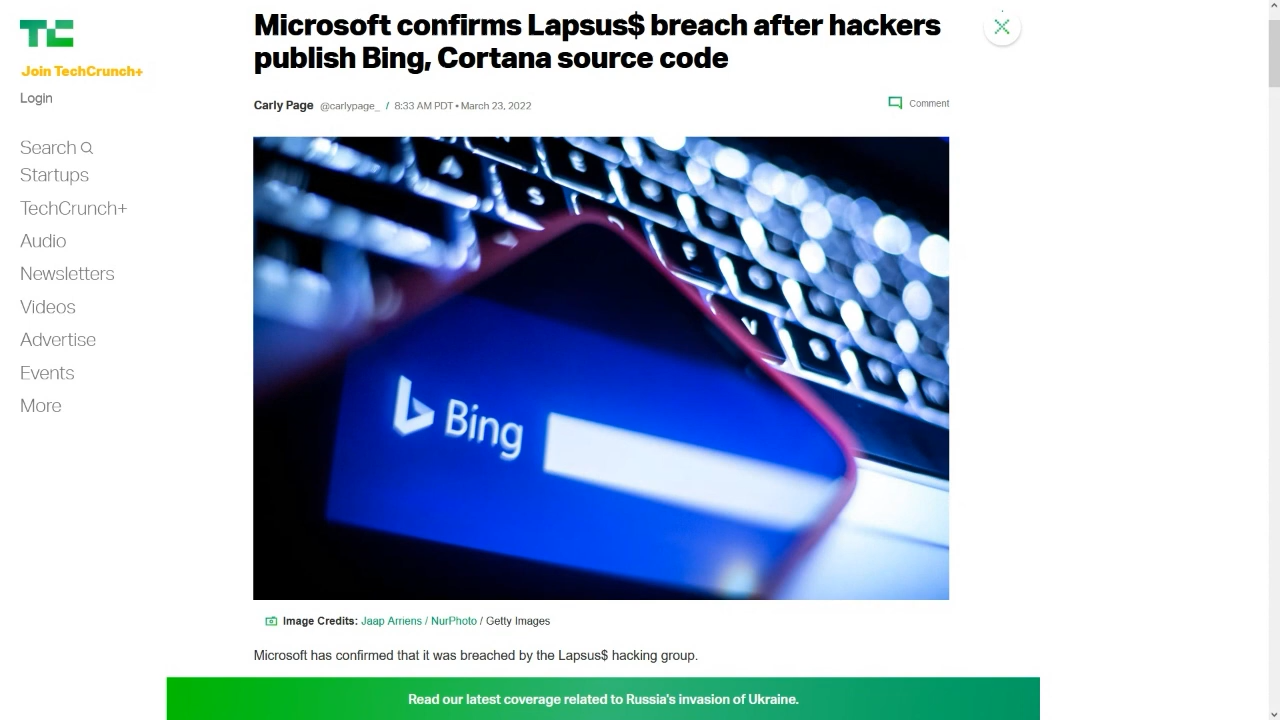 TC
Join TechCrunch+
Login
Search
Startups
TechCrunch+
Audio
Newsletters
Videos
Advertise
Events
More
Microsoft confirms Lapsus$ breach after hackers
publish Bing, Cortana source code
Carly Page @carlypage_ / 8:33 AM PDT • March 23, 2022
Comment
A
E
S
V
Bing
Image Credits: Jaap Arriens / NurPhoto / Getty Images
Microsoft has confirmed that it was breached by the Lapsus$ hacking group.
Read our latest coverage related to Russia's invasion of Ukraine.